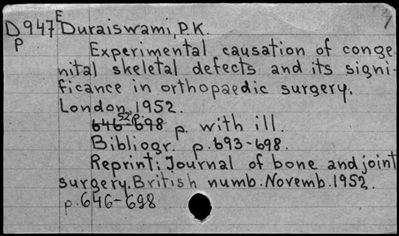 E
D947 Duraiswami, P.K.
P
Experimental causation of conge-
nital skeletal defects and its signi-
ficance in orthopaedic surgery.
London, 1952.
52 p.
646-698 p. with ill.
Bibliogr. p. 693-698.
Reprint: Journal of bone and joint
surgery. British numb. Novemb. 1952.
p. 646-698